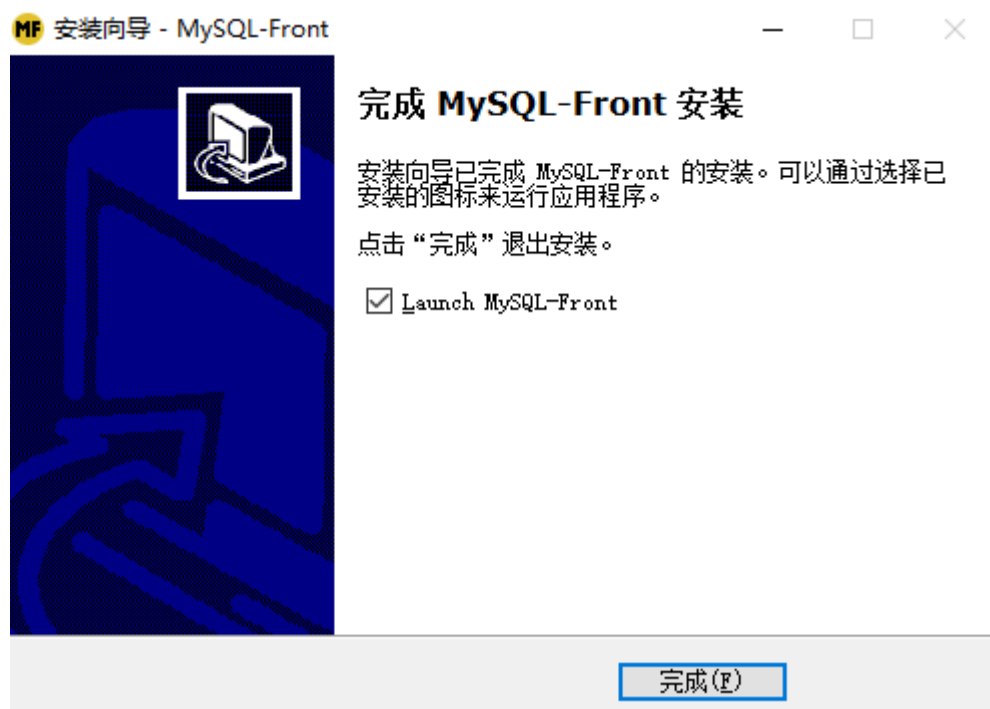 MF 安装向导 - MySQL-Front
完成 MySQL-Front 安装
安装向导已完成 MySQL-Front 的安装。可以通过选择已
安装的图标来运行应用程序。
点击“完成”退出安装。
Launch MySQL-Front
完成(F)